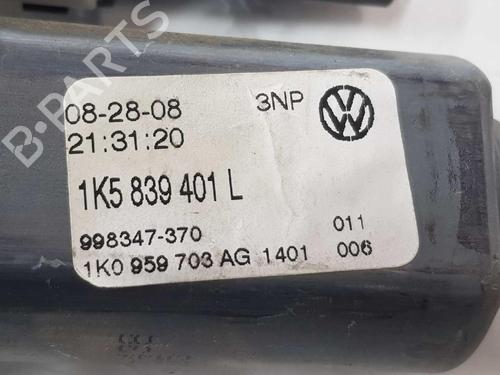 08-28-08 3NP
21:31:20
1K5 839 401 L
998347-370 011
1K0 959 703 AG 1401 006
B-PARTS